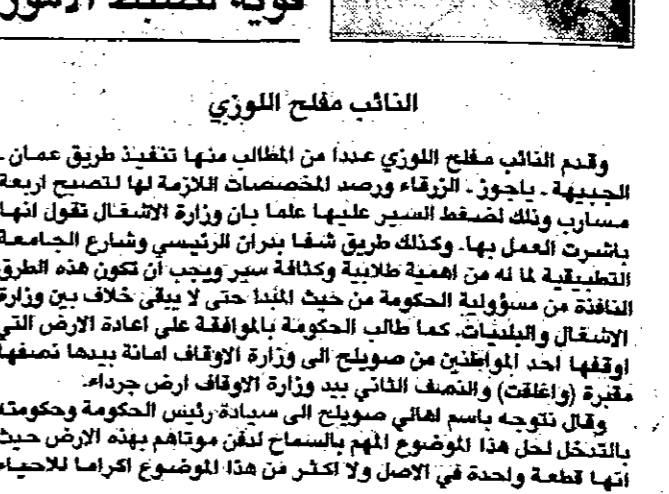 قوية لضبط الامور
النائب مفلح اللوزي
وقدم النائب مفلح اللوزي عددا من المطالب منها تنفيذ طريق عمان ـ
الجبيهة ـ ياجوز ـ الزرقاء ورصد المخصصات اللازمة لها لتصبح اربعة
مسارب وذلك لضغط السير عليها علما بان وزارة الاشغال تقول انها
باشرت العمل بها. وكذلك طريق شفا بدران الرئيسي وشارع الجامعة
التطبيقية لما له من اهمية طلابية وكثافة سير ويجب ان تكون هذه الطرق
النافذة من مسؤولية الحكومة من حيث المبدا حتى لا يبقى خلاف بين وزارة
الاشغال والبلديات. كما طالب الحكومة بالموافقة على اعادة الارض التي
اوقفها احد المواطنين من صويلح الى وزارة الاوقاف امانة بيدها نصفها
مقبرة (واغلقت) والنصف الثاني بيد وزارة الاوقاف ارض جرداء.
وقال نتوجه باسم اهالي صويلح الى سيادة رئيس الحكومة وحكومته
بالتدخل لحل هذا الموضوع المهم بالسماح لدفن موتاهم بهذه الارض حيث
انها قطعة واحدة في الاصل ولا اكثر من هذا الموضوع اكراما للاحياء